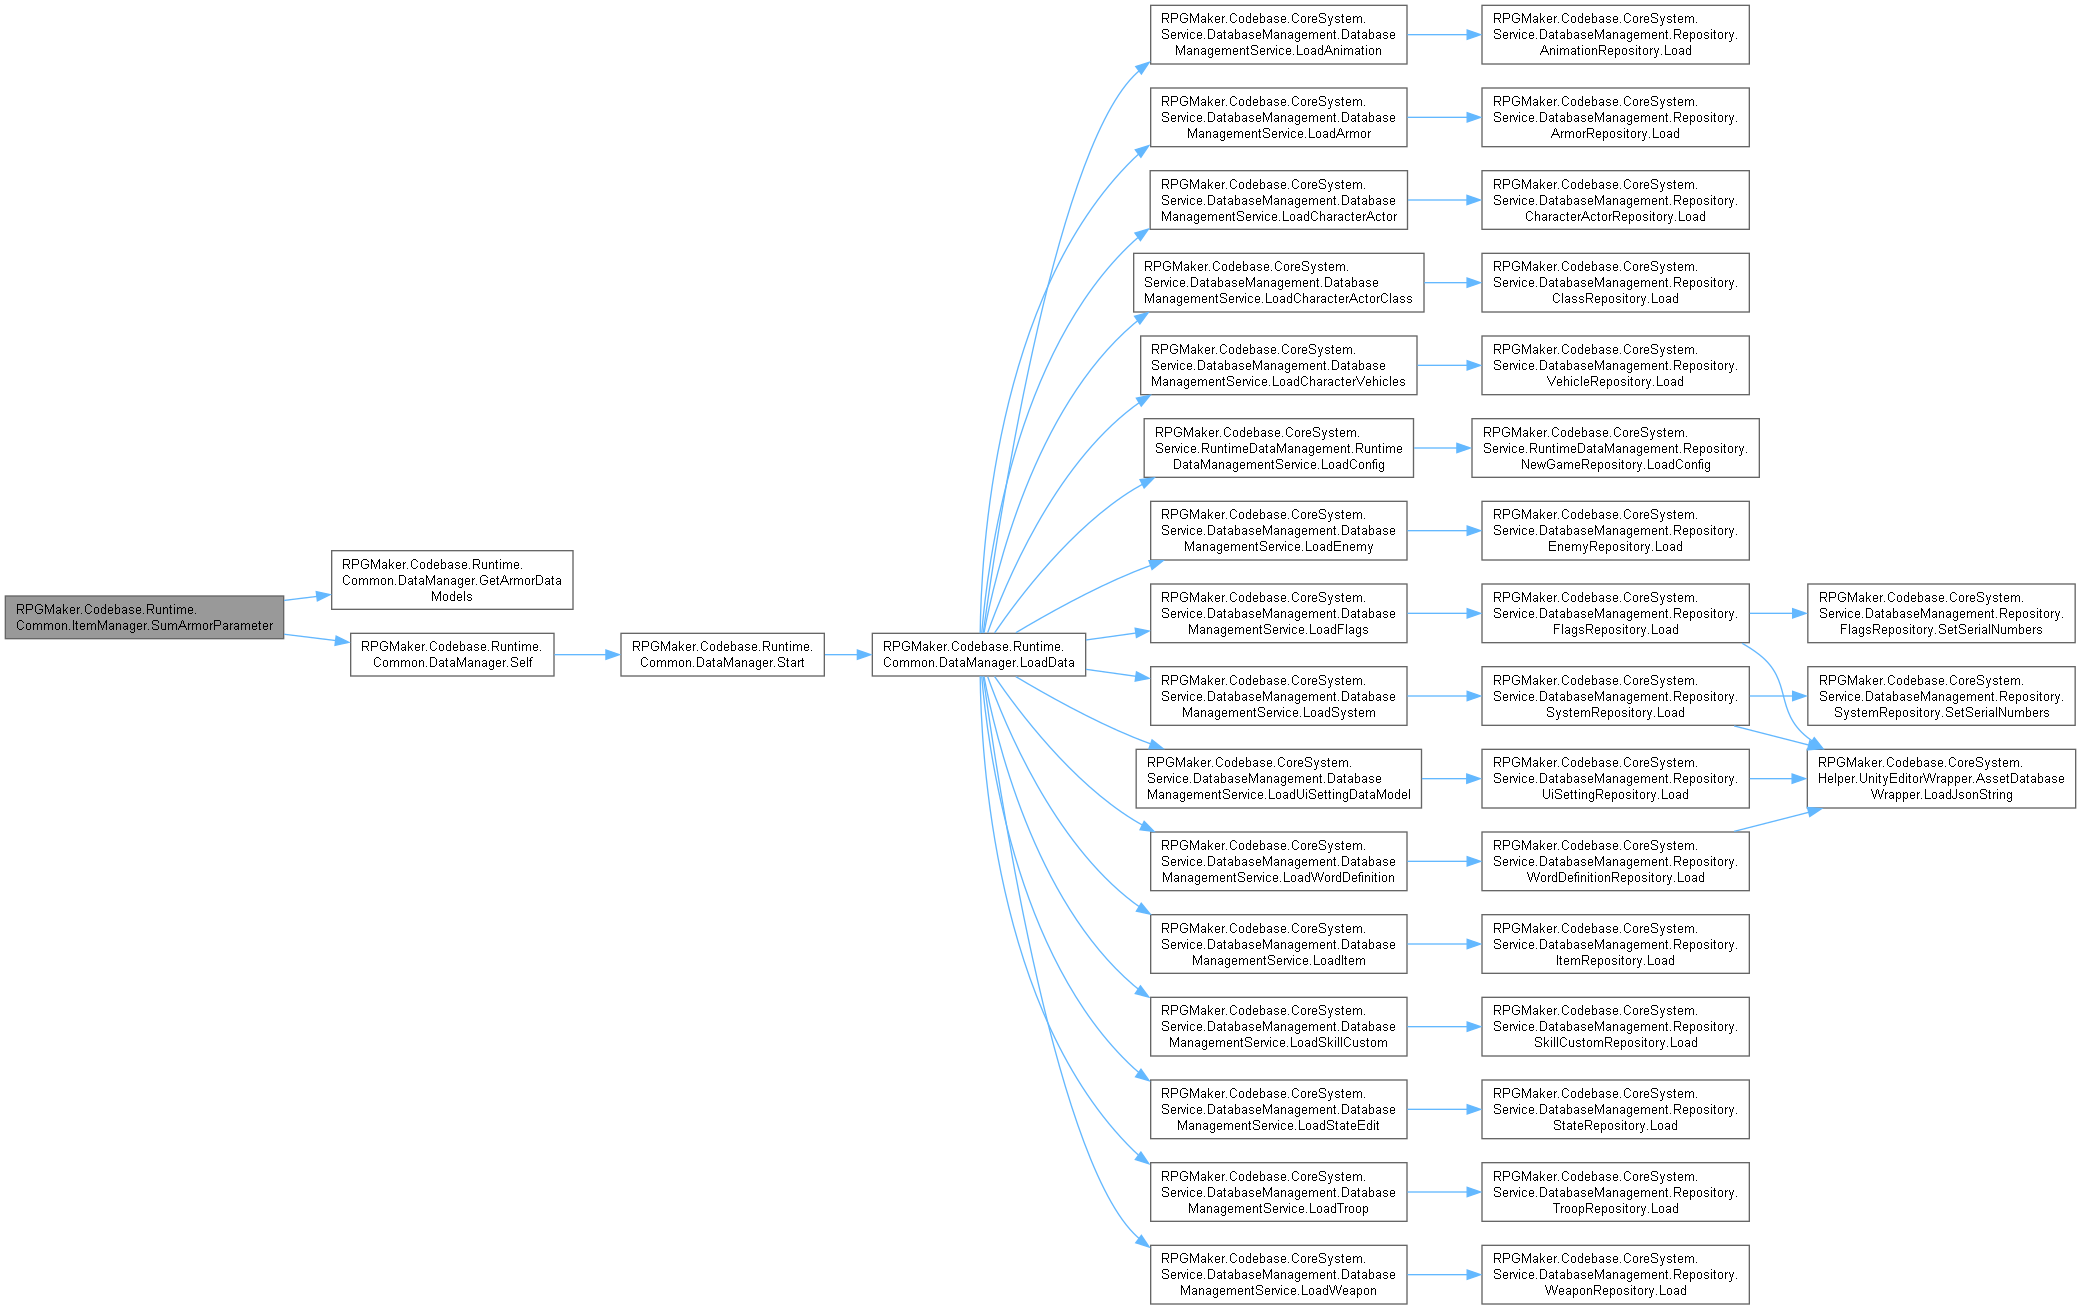 RPGMaker.Codebase.Runtime.
Common.ItemManager.SumArmorParameter
RPGMaker.Codebase.Runtime.
Common.DataManager.GetArmorData
Models
RPGMaker.Codebase.Runtime.
Common.DataManager.Self
RPGMaker.Codebase.Runtime.
Common.DataManager.Start
RPGMaker.Codebase.Runtime.
Common.DataManager.LoadData
RPGMaker.Codebase.CoreSystem.
Service.DatabaseManagement.Database
ManagementService.LoadAnimation
RPGMaker.Codebase.CoreSystem.
Service.DatabaseManagement.Repository.
AnimationRepository.Load
RPGMaker.Codebase.CoreSystem.
Service.DatabaseManagement.Database
ManagementService.LoadArmor
RPGMaker.Codebase.CoreSystem.
Service.DatabaseManagement.Repository.
ArmorRepository.Load
RPGMaker.Codebase.CoreSystem.
Service.DatabaseManagement.Database
ManagementService.LoadCharacterActor
RPGMaker.Codebase.CoreSystem.
Service.DatabaseManagement.Repository.
CharacterActorRepository.Load
RPGMaker.Codebase.CoreSystem.
Service.DatabaseManagement.Database
ManagementService.LoadCharacterActorClass
RPGMaker.Codebase.CoreSystem.
Service.DatabaseManagement.Repository.
ClassRepository.Load
RPGMaker.Codebase.CoreSystem.
Service.DatabaseManagement.Database
ManagementService.LoadCharacterVehicles
RPGMaker.Codebase.CoreSystem.
Service.DatabaseManagement.Repository.
VehicleRepository.Load
RPGMaker.Codebase.CoreSystem.
Service.RuntimeDataManagement.Runtime
DataManagementService.LoadConfig
RPGMaker.Codebase.CoreSystem.
Service.RuntimeDataManagement.Repository.
NewGameRepository.LoadConfig
RPGMaker.Codebase.CoreSystem.
Service.DatabaseManagement.Database
ManagementService.LoadEnemy
RPGMaker.Codebase.CoreSystem.
Service.DatabaseManagement.Repository.
EnemyRepository.Load
RPGMaker.Codebase.CoreSystem.
Service.DatabaseManagement.Database
ManagementService.LoadFlags
RPGMaker.Codebase.CoreSystem.
Service.DatabaseManagement.Repository.
FlagsRepository.Load
RPGMaker.Codebase.CoreSystem.
Service.DatabaseManagement.Repository.
FlagsRepository.SetSerialNumbers
RPGMaker.Codebase.CoreSystem.
Service.DatabaseManagement.Database
ManagementService.LoadSystem
RPGMaker.Codebase.CoreSystem.
Service.DatabaseManagement.Repository.
SystemRepository.Load
RPGMaker.Codebase.CoreSystem.
Service.DatabaseManagement.Repository.
SystemRepository.SetSerialNumbers
RPGMaker.Codebase.CoreSystem.
Service.DatabaseManagement.Database
ManagementService.LoadUiSettingDataModel
RPGMaker.Codebase.CoreSystem.
Service.DatabaseManagement.Repository.
UiSettingRepository.Load
RPGMaker.Codebase.CoreSystem.
Helper.UnityEditorWrapper.AssetDatabase
Wrapper.LoadJsonString
RPGMaker.Codebase.CoreSystem.
Service.DatabaseManagement.Database
ManagementService.LoadWordDefinition
RPGMaker.Codebase.CoreSystem.
Service.DatabaseManagement.Repository.
WordDefinitionRepository.Load
RPGMaker.Codebase.CoreSystem.
Service.DatabaseManagement.Database
ManagementService.LoadItem
RPGMaker.Codebase.CoreSystem.
Service.DatabaseManagement.Repository.
ItemRepository.Load
RPGMaker.Codebase.CoreSystem.
Service.DatabaseManagement.Database
ManagementService.LoadSkillCustom
RPGMaker.Codebase.CoreSystem.
Service.DatabaseManagement.Repository.
SkillCustomRepository.Load
RPGMaker.Codebase.CoreSystem.
Service.DatabaseManagement.Database
ManagementService.LoadStateEdit
RPGMaker.Codebase.CoreSystem.
Service.DatabaseManagement.Repository.
StateRepository.Load
RPGMaker.Codebase.CoreSystem.
Service.DatabaseManagement.Database
ManagementService.LoadTroop
RPGMaker.Codebase.CoreSystem.
Service.DatabaseManagement.Repository.
TroopRepository.Load
RPGMaker.Codebase.CoreSystem.
Service.DatabaseManagement.Database
ManagementService.LoadWeapon
RPGMaker.Codebase.CoreSystem.
Service.DatabaseManagement.Repository.
WeaponRepository.Load